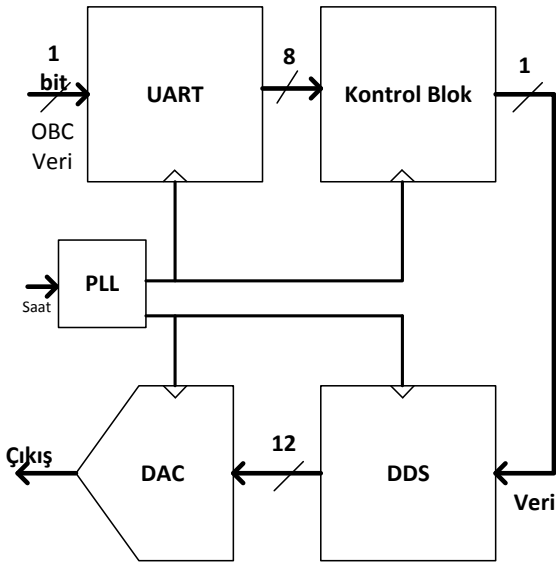 1
bit
OBC
Veri
UART
8
Kontrol Blok
1
PLL
Saat
Çıkış
DAC
12
DDS
Veri